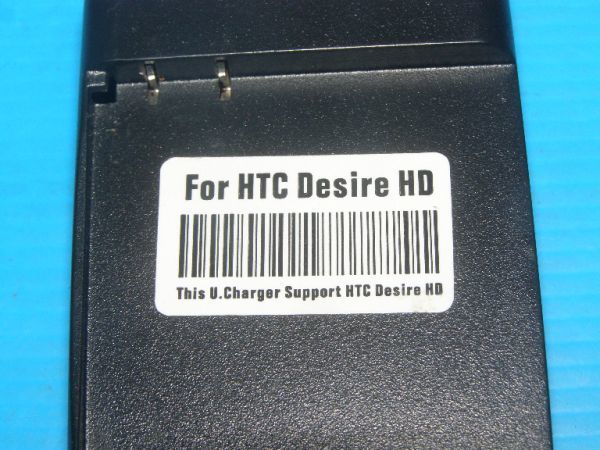 For HTC Desire HD
This U.Charger Support HTC Desire HD